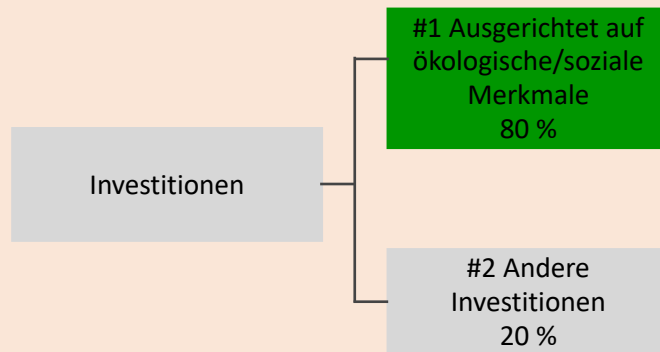 #1 Ausgerichtet auf
ökologische/soziale
Merkmale
80 %
Investitionen
#2 Andere
Investitionen
20 %